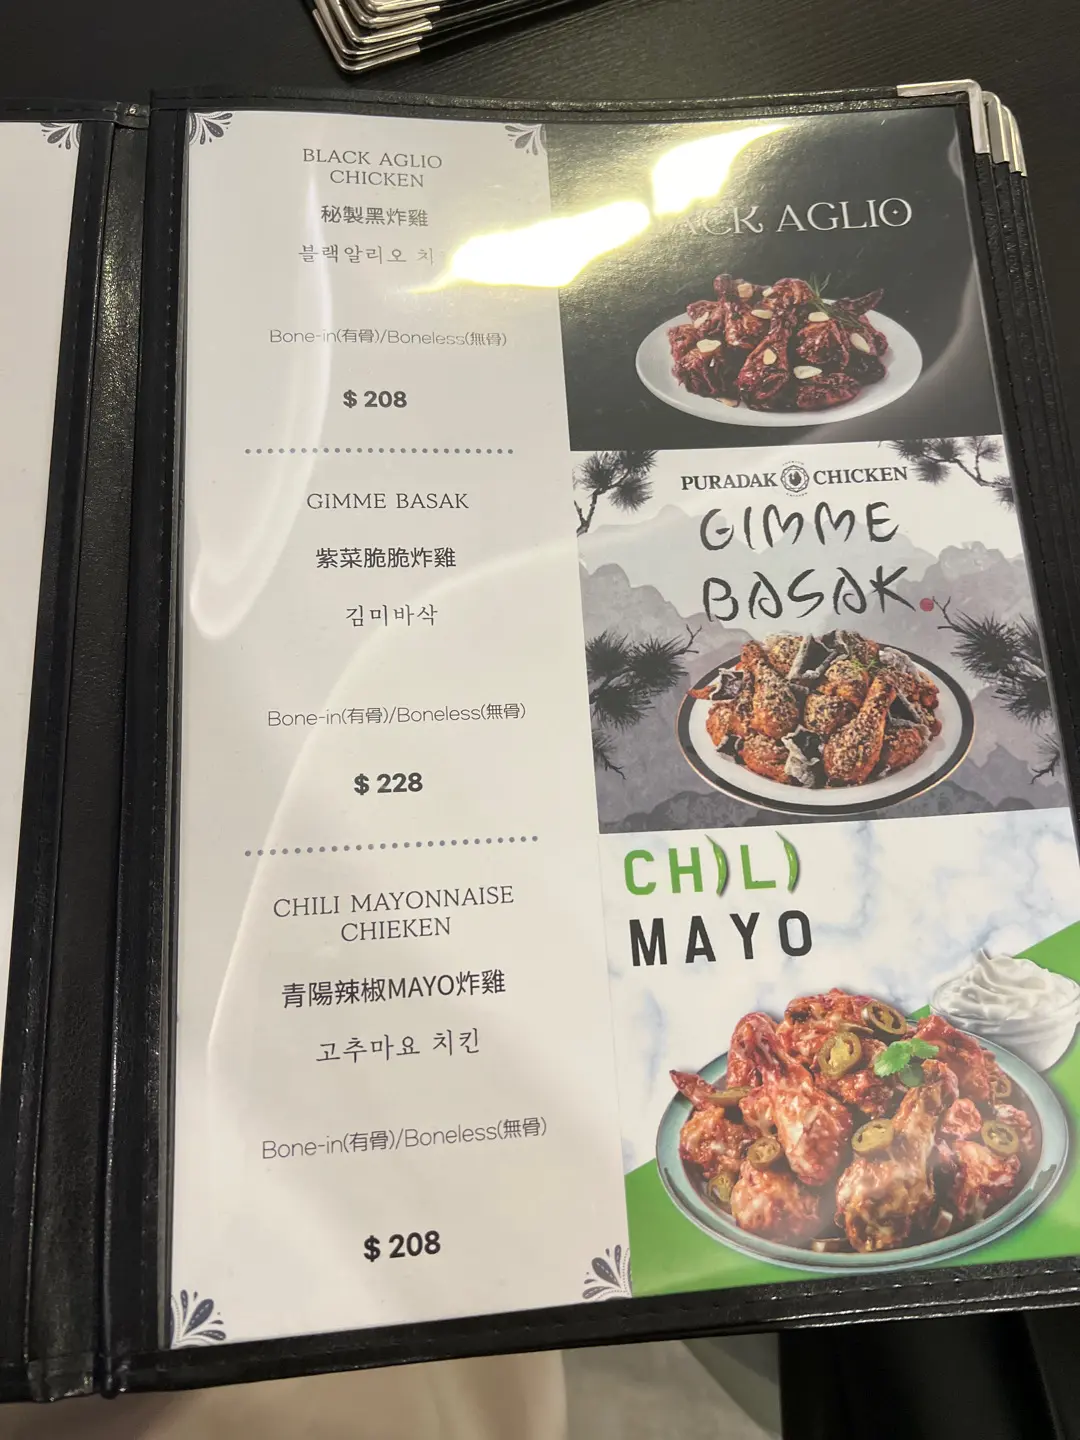 BLACK AGLIO
CHICKEN
秘製黑炸雞
블랙알리오
Bone-in(有骨)/Boneless(無骨)
$ 208
GIMME BASAK
紫菜脆脆炸雞
김미바삭
Bone-in(有骨)/Boneless(無骨)
$ 228
CHILI MAYONNAISE
CHIEKEN
青陽辣椒MAYO炸雞
고추마요 치킨
Bone-in(有骨)/Boneless(無骨)
$ 208
AGLIO
PURADAK CHICKEN
GIMME
BASAK.
CHILI
MAYO